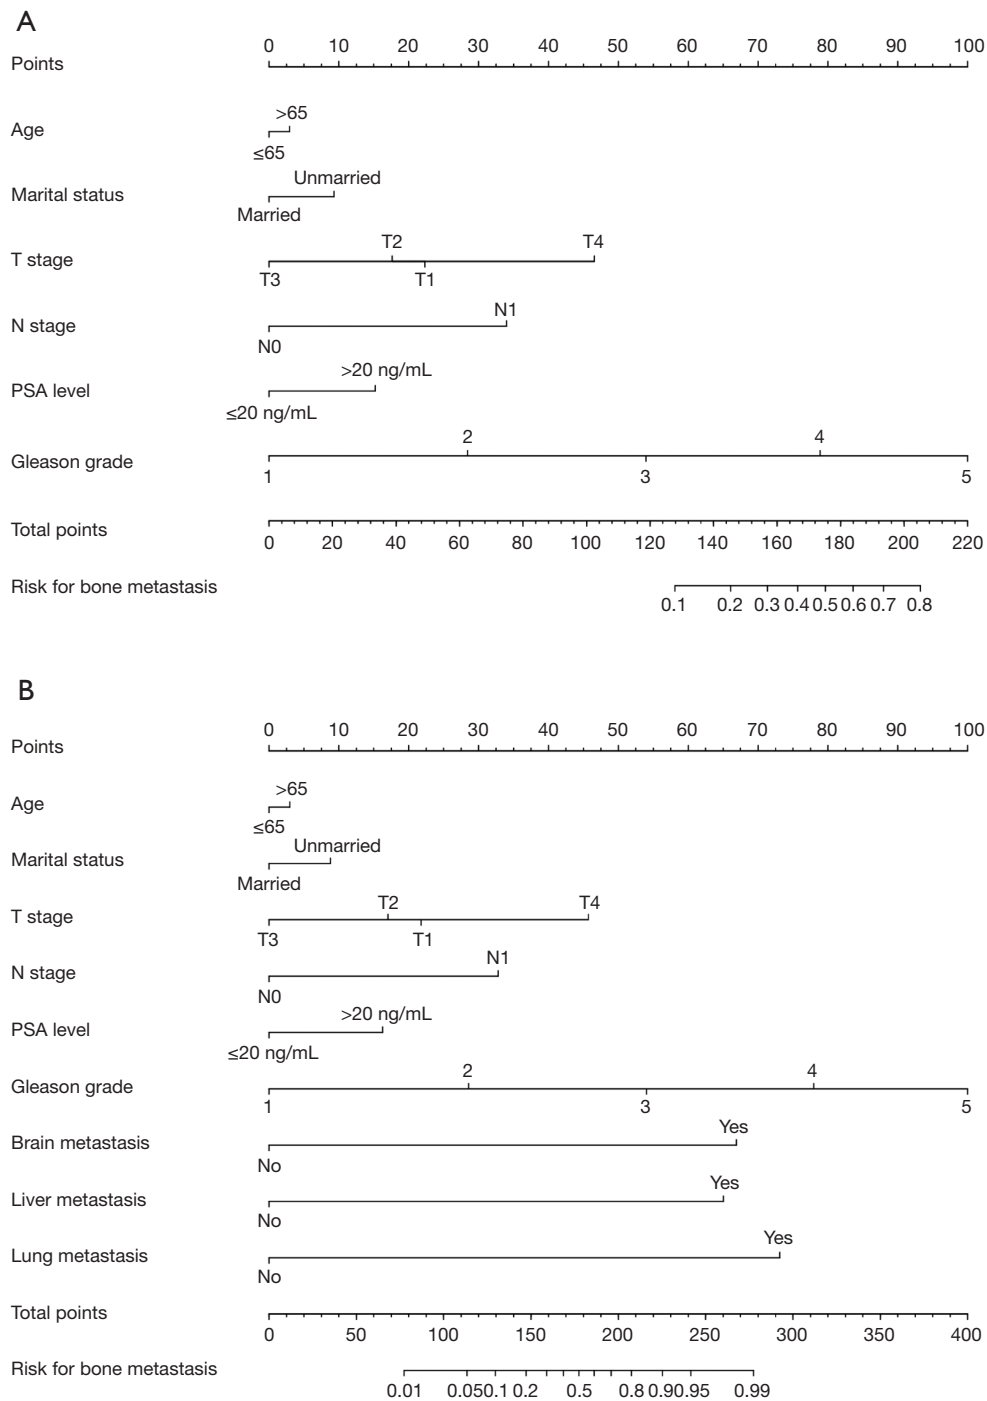 A
0 10 20 30 40 50 60 70 80 90 100
Points
>65
Age
≤65
Unmarried
Marital status
Married
T2 T4
T stage
T3 T1
N1
N stage
N0
>20 ng/mL
PSA level
≤20 ng/mL
2 4
Gleason grade
1 3 5
Total points
0 20 40 60 80 100 120 140 160 180 200 220
Risk for bone metastasis
0.1 0.2 0.3 0.4 0.5 0.6 0.7 0.8
B
0 10 20 30 40 50 60 70 80 90 100
Points
>65
Age
≤65
Unmarried
Marital status
Married
T2 T4
T stage
T3 T1
N1
N stage
N0
>20 ng/mL
PSA level
≤20 ng/mL
2 4
Gleason grade
1 3 5
Yes
Brain metastasis
No
Yes
Liver metastasis
No
Yes
Lung metastasis
No
Total points
0 50 100 150 200 250 300 350 400
Risk for bone metastasis
0.01 0.05 0.1 0.2 0.5 0.8 0.90 0.95 0.99